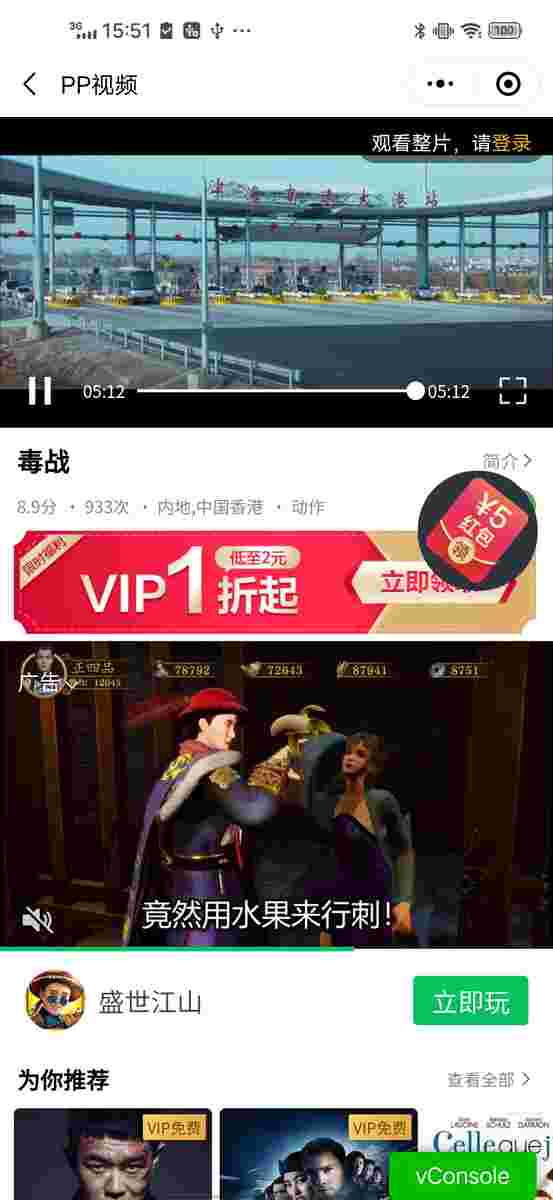 3G 15:51 100
PP视频
观看整片，请登录
05:12 05:12
毒战
简介
8.9分 · 933次 · 内地,中国香港 · 动作
¥5
红包
领
限时福利
VIP1折起
低至2元
立即领
正四品
78792 72643 87941 8751
广告
12643
竟然用水果来行刺！
盛世江山
立即玩
为你推荐
查看全部
VIP免费
VIP免费
vConsole